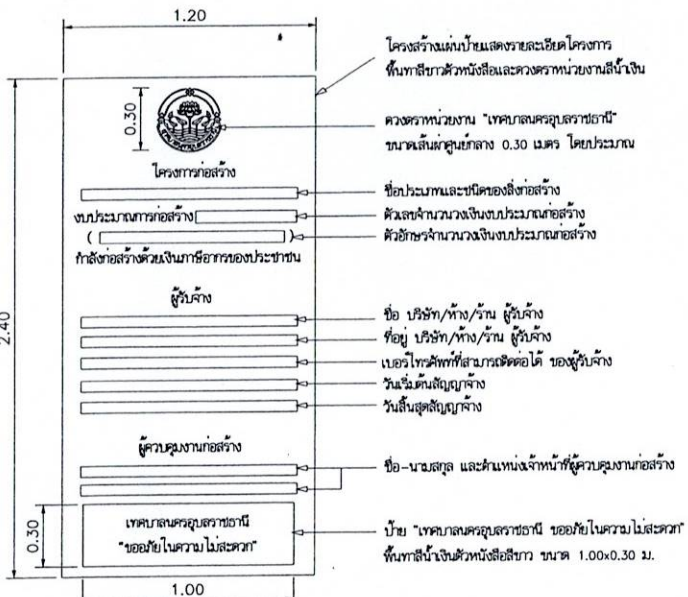 1.20
โครงสร้างแผ่นป้ายแสดงรายละเอียดโครงการ
พื้นทาสีขาวตัวหนังสือและดวงตราหน่วยงานสีน้ำเงิน
0.30
ดวงตราหน่วยงาน "เทศบาลนครอุบลราชธานี"
ขนาดเส้นผ่าศูนย์กลาง 0.30 เมตร โดยประมาณ
โครงการก่อสร้าง
ชื่อประเภทและชนิดของสิ่งก่อสร้าง
งบประมาณการก่อสร้าง
ตัวเลขจำนวนวงเงินงบประมาณก่อสร้าง
( )
ตัวอักษรจำนวนวงเงินงบประมาณก่อสร้าง
กำลังก่อสร้างด้วยเงินภาษีอากรของประชาชน
2.40
ผู้รับจ้าง
ชื่อ บริษัท/ห้าง/ร้าน ผู้รับจ้าง
ที่อยู่ บริษัท/ห้าง/ร้าน ผู้รับจ้าง
เบอร์โทรศัพท์ที่สามารถติดต่อได้ ของผู้รับจ้าง
วันเริ่มต้นสัญญาจ้าง
วันสิ้นสุดสัญญาจ้าง
ผู้ควบคุมงานก่อสร้าง
ชื่อ-นามสกุล และตำแหน่งเจ้าหน้าที่ผู้ควบคุมงานก่อสร้าง
0.30
เทศบาลนครอุบลราชธานี
"ขออภัยในความไม่สะดวก"
ป้าย "เทศบาลนครอุบลราชธานี ขออภัยในความไม่สะดวก"
พื้นทาสีน้ำเงินตัวหนังสือสีขาว ขนาด 1.00x0.30 ม.
1.00